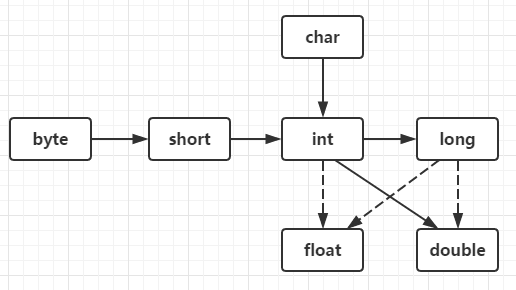 char
byte
short
int
long
float
double